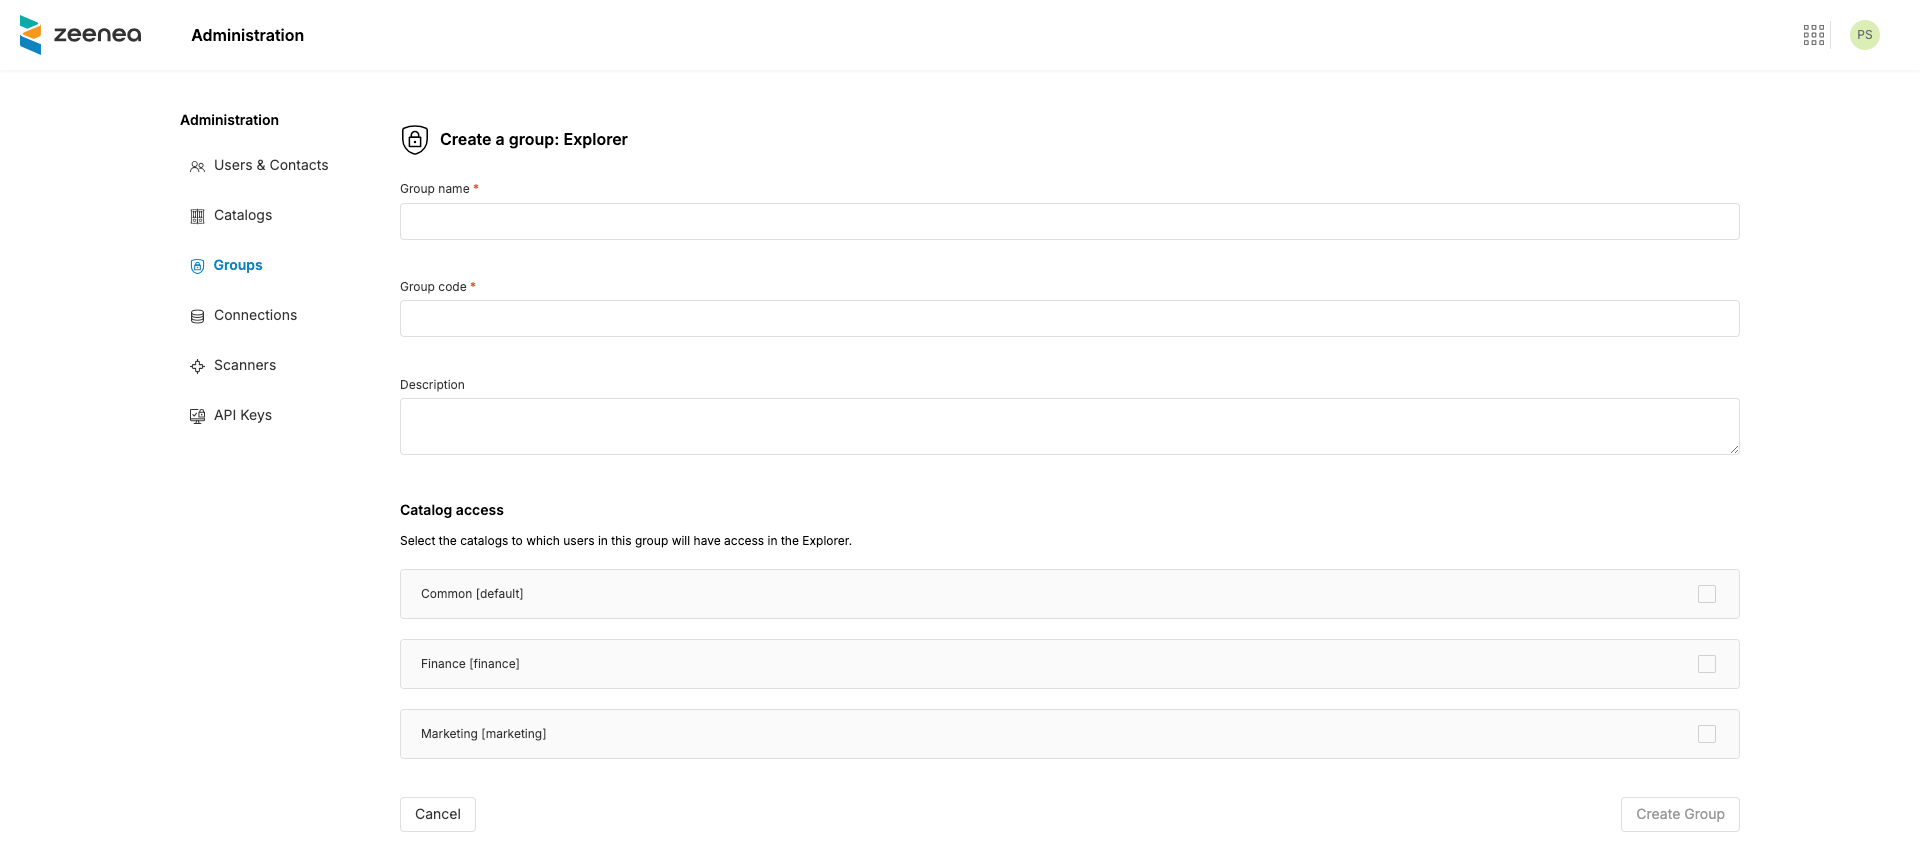 zeenea
Administration
PS
Administration
Users & Contacts
Catalogs
Groups
Connections
Scanners
API Keys
Create a group: Explorer
Group name *
Group code *
Description
Catalog access
Select the catalogs to which users in this group will have access in the Explorer.
Common [default]
Finance [finance]
Marketing [marketing]
Cancel
Create Group